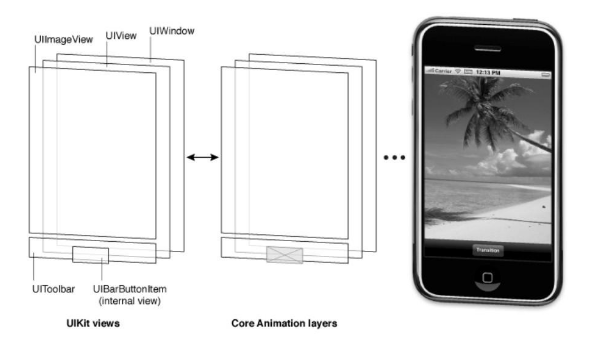 UIImageView
UIView
UIWindow
UIToolbar
UIBarButtonItem
(internal view)
UIKit views
Core Animation layers
Carrier
12:13 PM
Transition